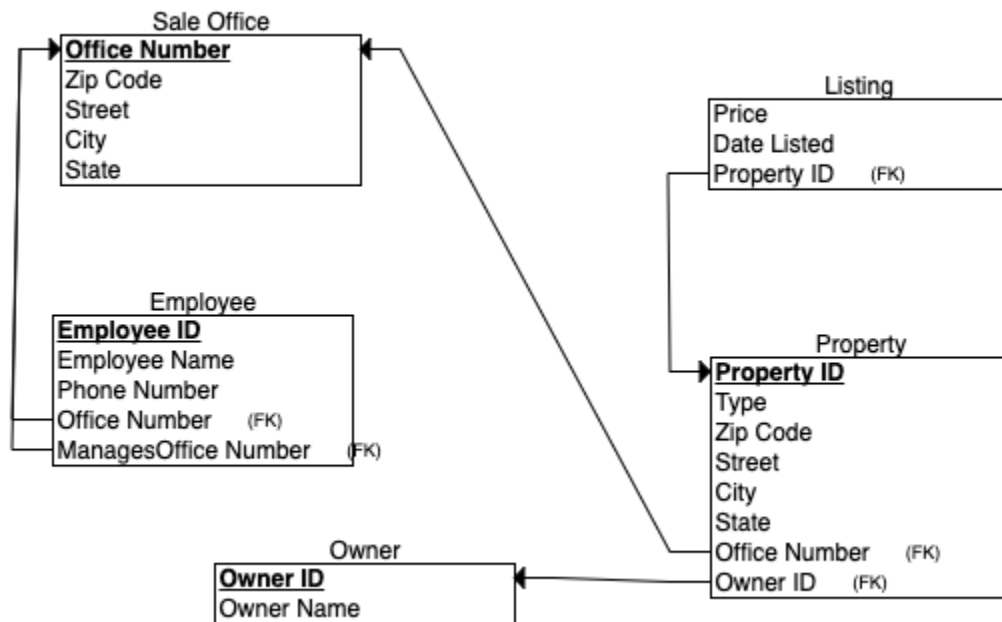 Sale Office
Office Number
Zip Code
Street
City
State
Listing
Price
Date Listed
Property ID (FK)
Employee
Employee ID
Employee Name
Phone Number
Office Number (FK)
ManagesOffice Number (FK)
Property
Property ID
Type
Zip Code
Street
City
State
Office Number (FK)
Owner ID (FK)
Owner
Owner ID
Owner Name